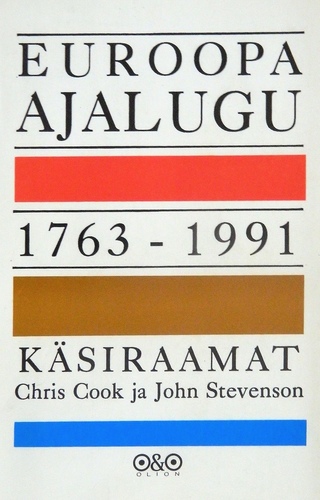 EUROOPA
AJALUGU
1763 - 1991
KÄSIRAAMAT
Chris Cook ja John Stevenson
O&O
OLION